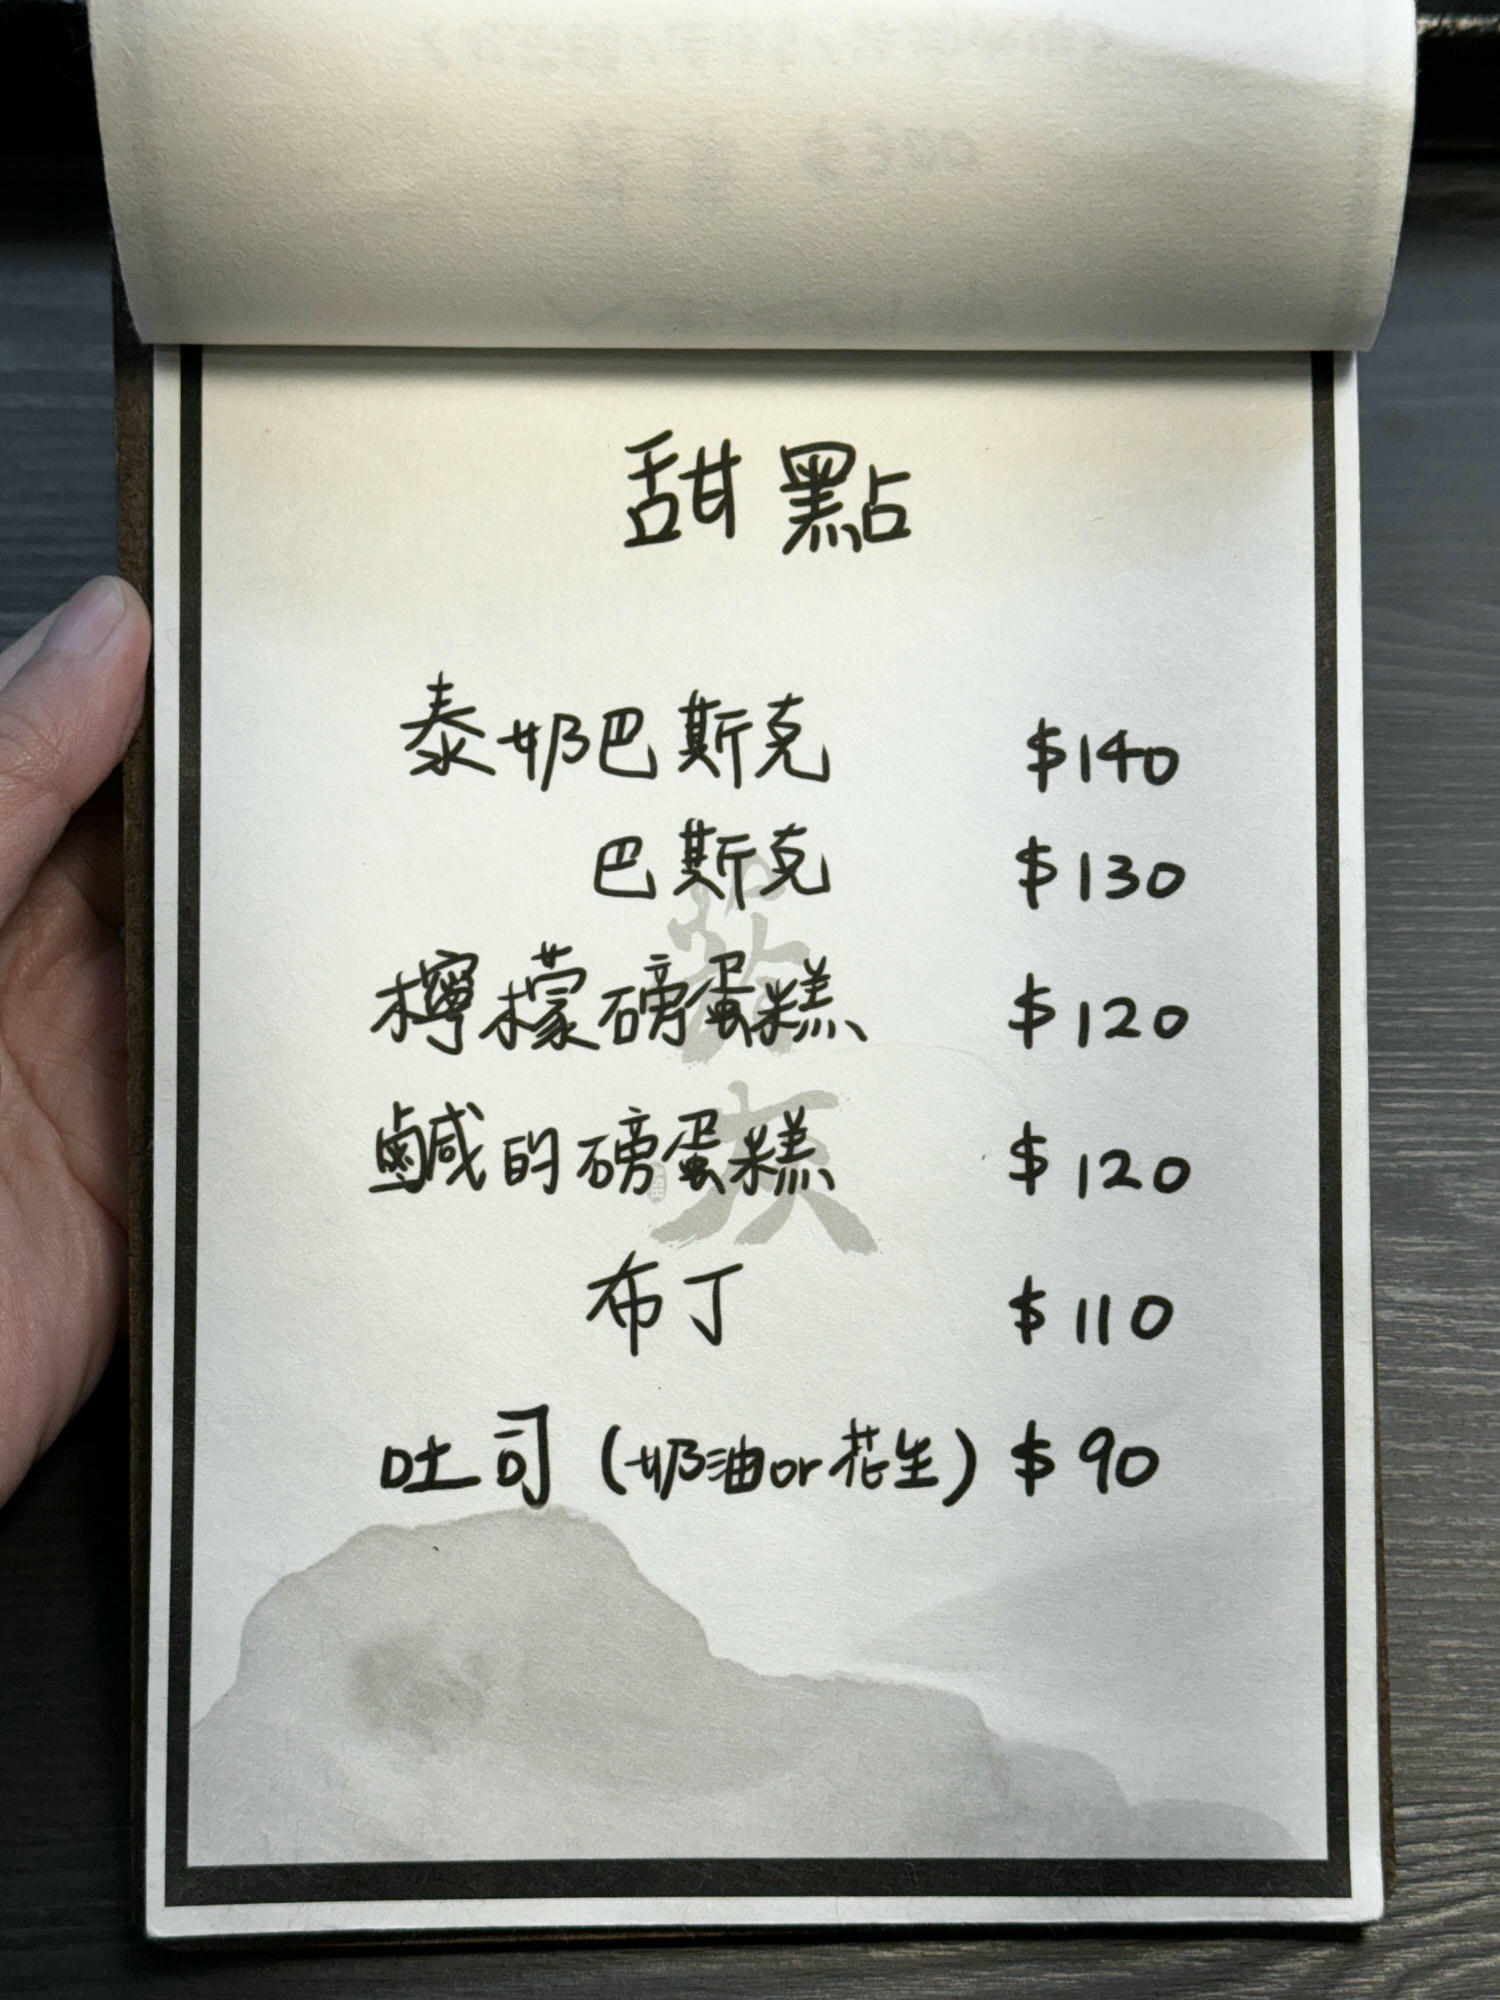 甜點
泰奶巴斯克 $140
巴斯克 $130
檸檬磅蛋糕 $120
鹹的磅蛋糕 $120
布丁 $110
吐司(奶油or花生) $90